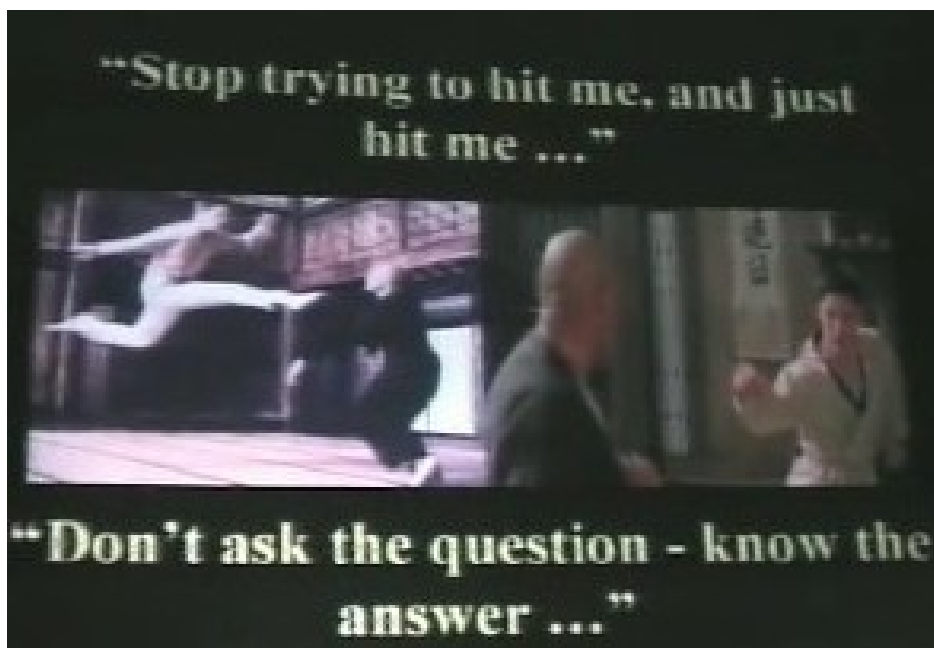 “Stop trying to hit me, and just
hit me ...”
“Don’t ask the question - know the
answer ...”